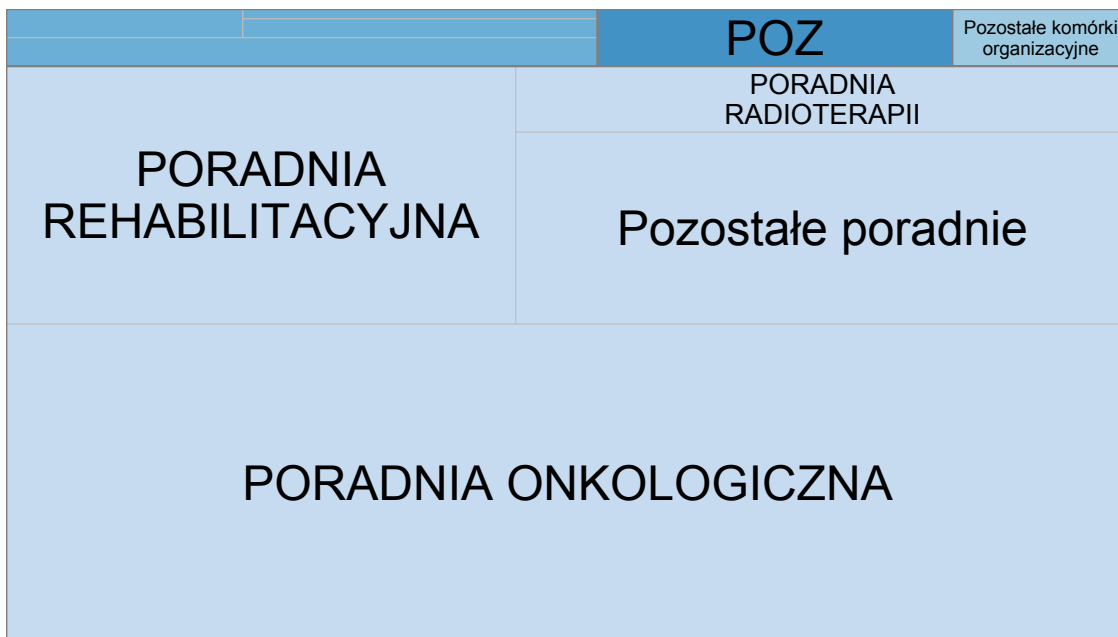 POZ
Pozostałe komórki
organizacyjne
PORADNIA
RADIOTERAPII
PORADNIA
REHABILITACYJNA
Pozostałe poradnie
PORADNIA ONKOLOGICZNA